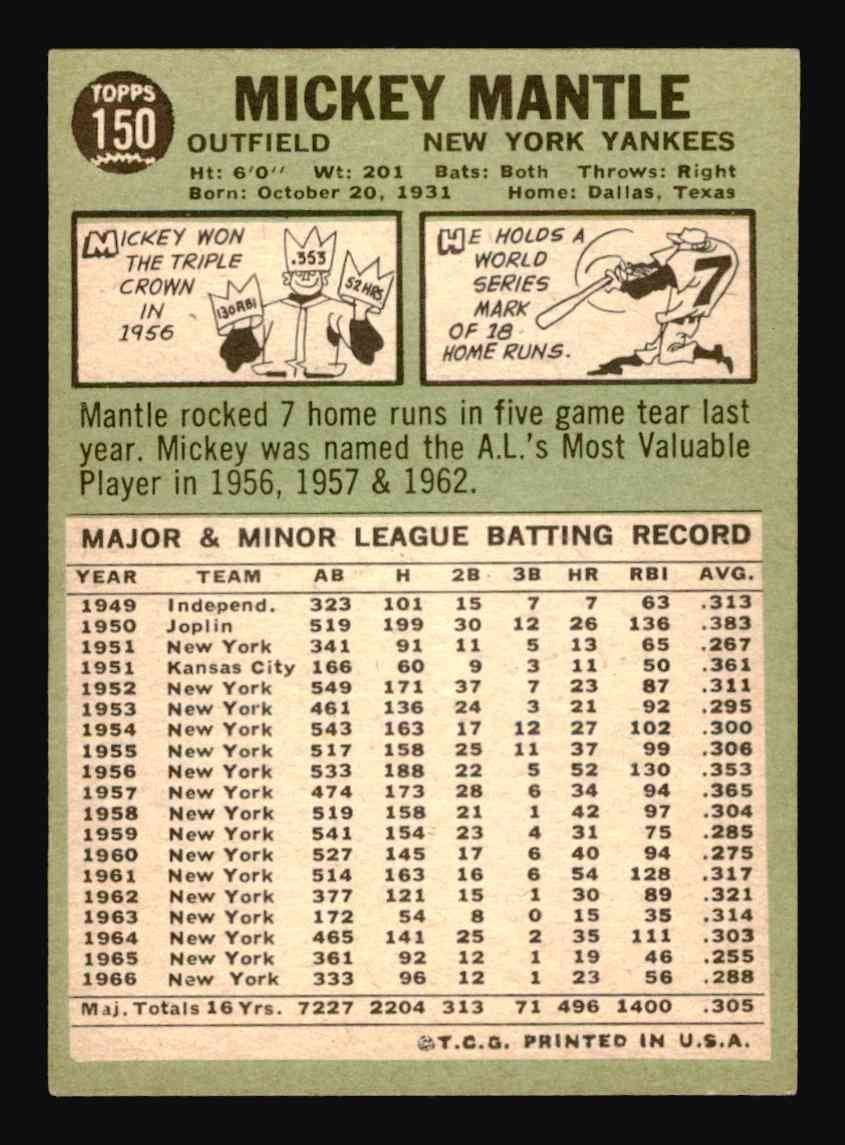 TOPPS
150
MICKEY MANTLE
OUTFIELD NEW YORK YANKEES
Ht: 6'0" Wt: 201 Bats: Both Throws: Right
Born: October 20, 1931 Home: Dallas, Texas
MICKEY WON
THE TRIPLE
CROWN
IN
1956
.353
130 RBI
52 HRS
HE HOLDS A
WORLD
SERIES
MARK
OF 18
HOME RUNS.
7
Mantle rocked 7 home runs in five game tear last
year. Mickey was named the A.L.'s Most Valuable
Player in 1956, 1957 & 1962.
MAJOR & MINOR LEAGUE BATTING RECORD
YEAR TEAM AB H 2B 3B HR RBI AVG.
1949 Independ. 323 101 15 7 7 63 .313
1950 Joplin 519 199 30 12 26 136 .383
1951 New York 341 91 11 5 13 65 .267
1951 Kansas City 166 60 9 3 11 50 .361
1952 New York 549 171 37 7 23 87 .311
1953 New York 461 136 24 3 21 92 .295
1954 New York 543 163 17 12 27 102 .300
1955 New York 517 158 25 11 37 99 .306
1956 New York 533 188 22 5 52 130 .353
1957 New York 474 173 28 6 34 94 .365
1958 New York 519 158 21 1 42 97 .304
1959 New York 541 154 23 4 31 75 .285
1960 New York 527 145 17 6 40 94 .275
1961 New York 514 163 16 6 54 128 .317
1962 New York 377 121 15 1 30 89 .321
1963 New York 172 54 8 0 15 35 .314
1964 New York 465 141 25 2 35 111 .303
1965 New York 361 92 12 1 19 46 .255
1966 New York 333 96 12 1 23 56 .288
Maj. Totals 16 Yrs. 7227 2204 313 71 496 1400 .305
©T.C.G. PRINTED IN U.S.A.